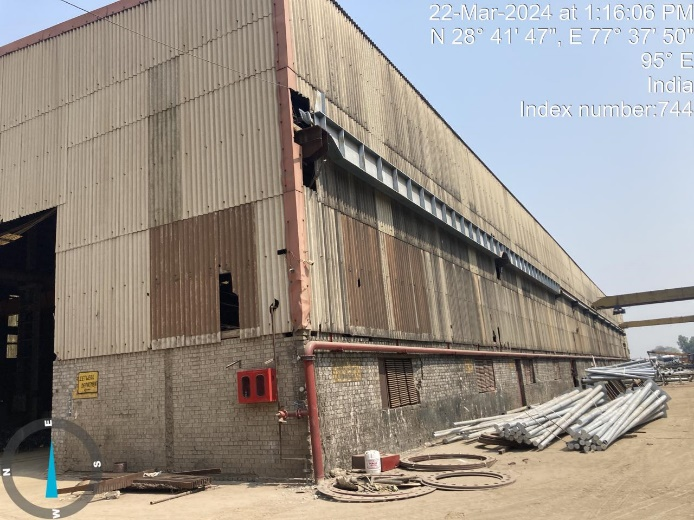 22-Mar-2024 at 1:16:06 PM
N 28° 41' 47", E 77° 37' 50"
95° E
India
Index number:744
E
N
S
W